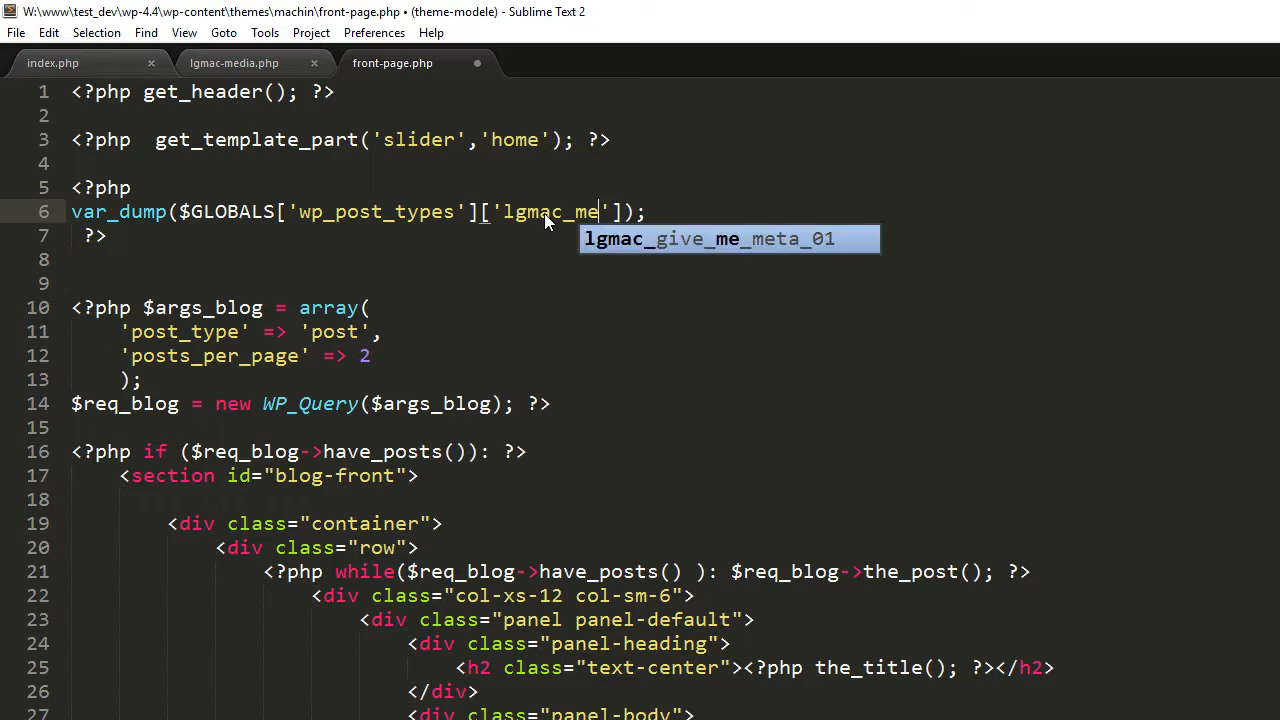 W:\www\test_dev\wp-4.4\wp-content\themes\machin\front-page.php • (theme-modele) - Sublime Text 2
File Edit Selection Find View Goto Tools Project Preferences Help
index.php × lgmac-media.php × front-page.php •
1 <?php get_header(); ?>
2
3 <?php  get_template_part('slider','home'); ?>
4
5 <?php
6 var_dump($GLOBALS['wp_post_types']['lgmac_me']);
7  ?>
lgmac_give_me_meta_01
8
9
10 <?php $args_blog = array(
11     'post_type' => 'post',
12     'posts_per_page' => 2
13     );
14 $req_blog = new WP_Query($args_blog); ?>
15
16 <?php if ($req_blog->have_posts()): ?>
17     <section id="blog-front">
18
19         <div class="container">
20             <div class="row">
21                 <?php while($req_blog->have_posts() ): $req_blog->the_post(); ?>
22                     <div class="col-xs-12 col-sm-6">
23                         <div class="panel panel-default">
24                             <div class="panel-heading">
25                                 <h2 class="text-center"><?php the_title(); ?></h2>
26                             </div>
27                             <div class="panel-body">